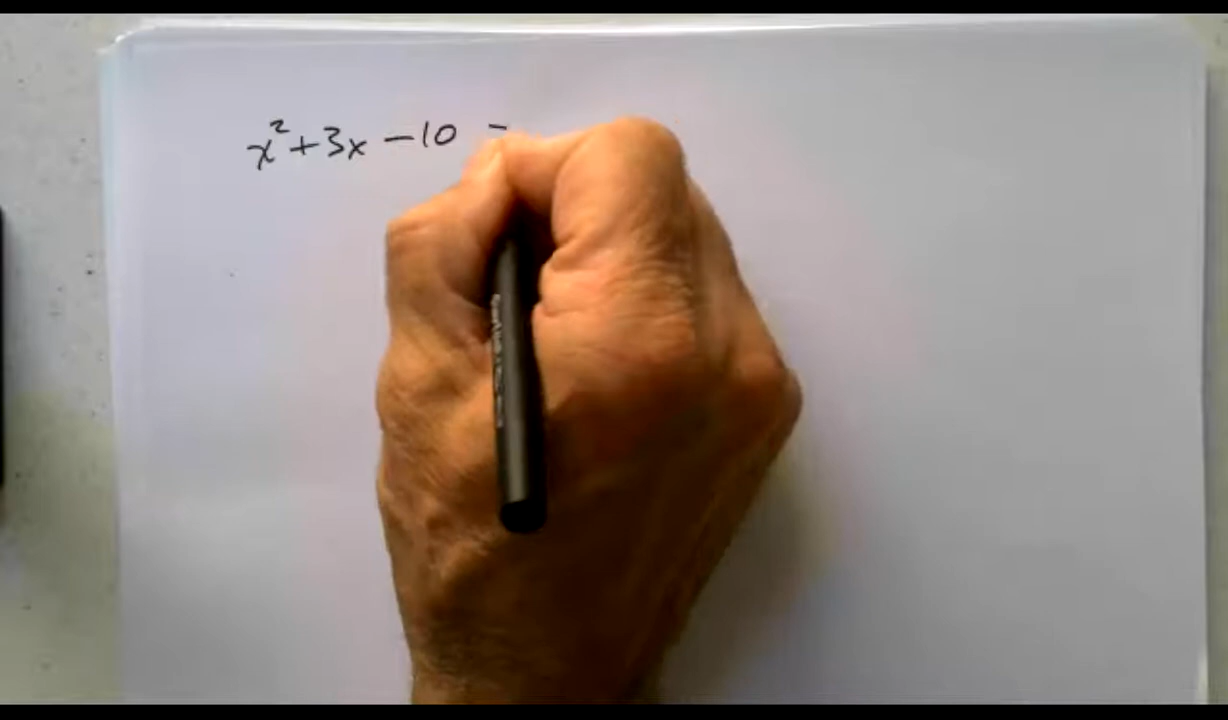 x²+3x-10 =